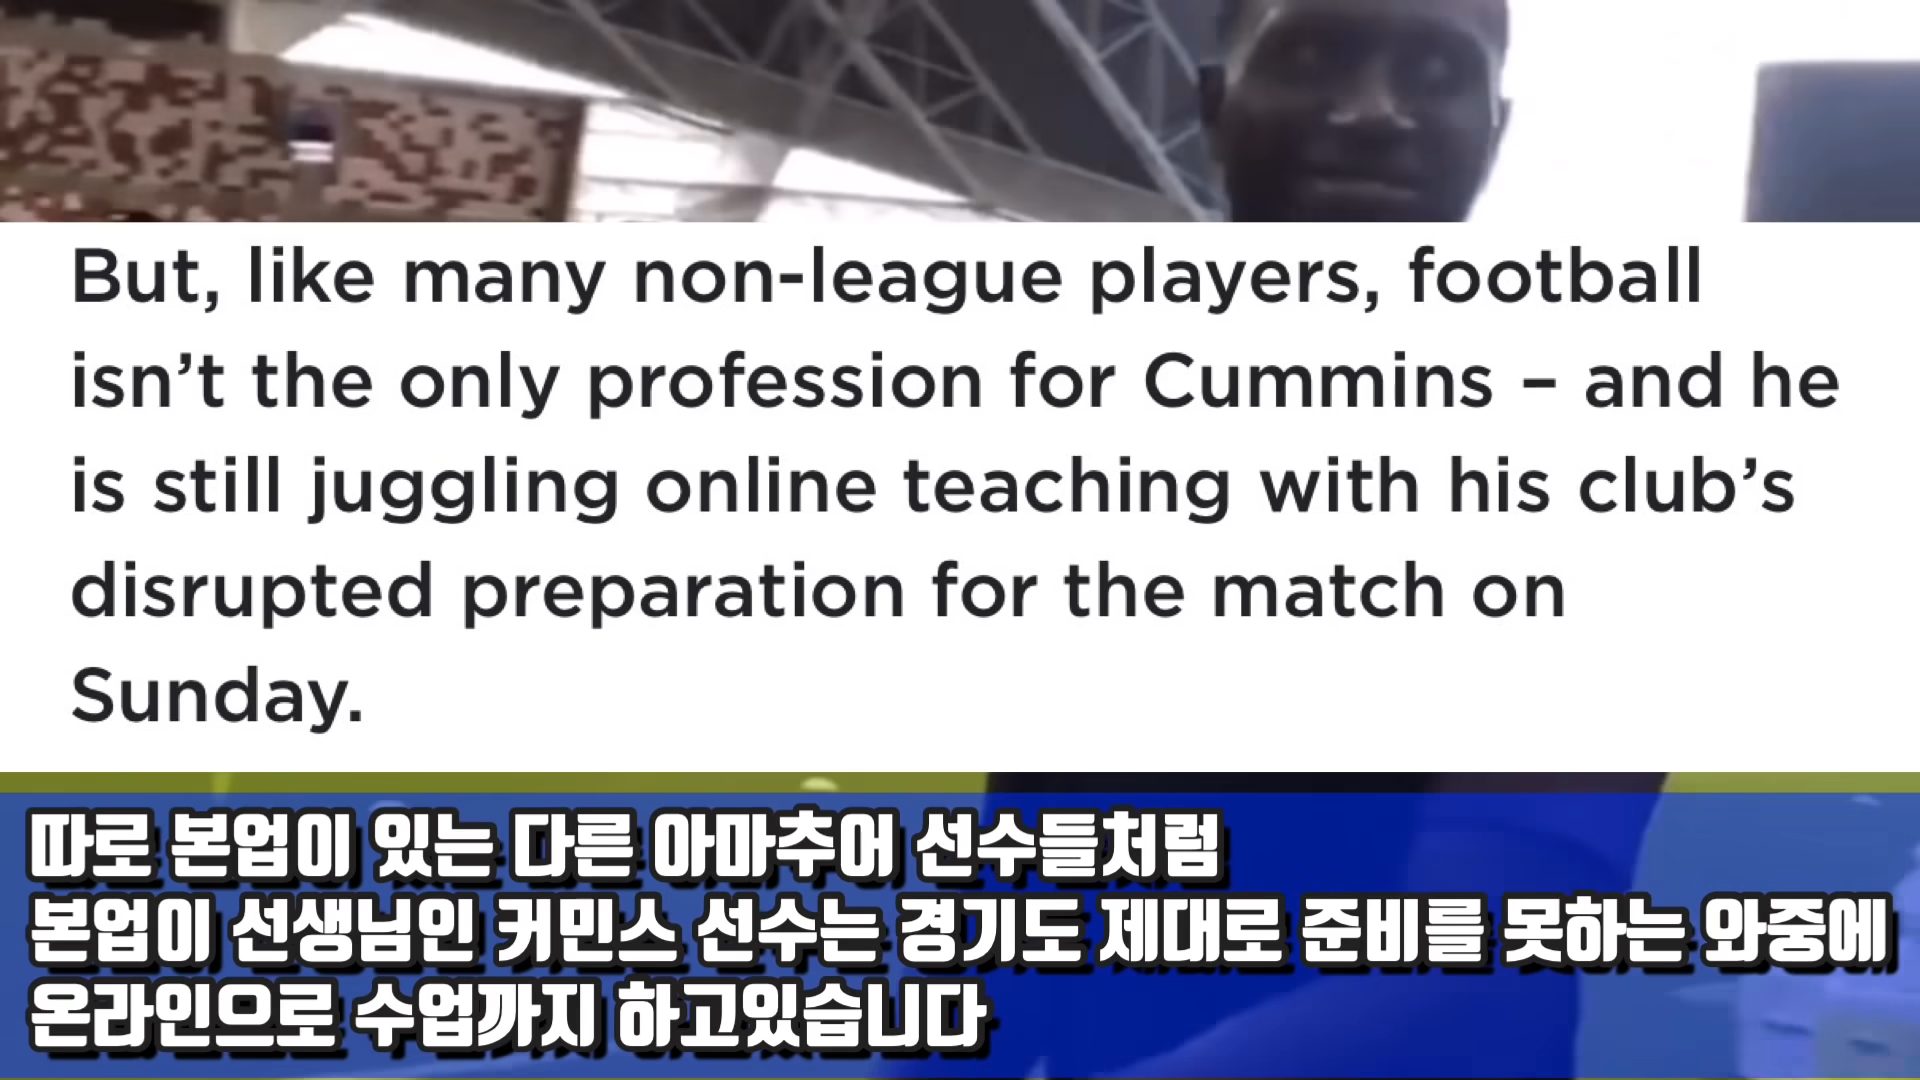 But, like many non-league players, football
isn’t the only profession for Cummins – and he
is still juggling online teaching with his club’s
disrupted preparation for the match on
Sunday.
따로 본업이 있는 다른 아마추어 선수들처럼
본업이 선생님인 커민스 선수는 경기도 제대로 준비를 못하는 와중에
온라인으로 수업까지 하고있습니다